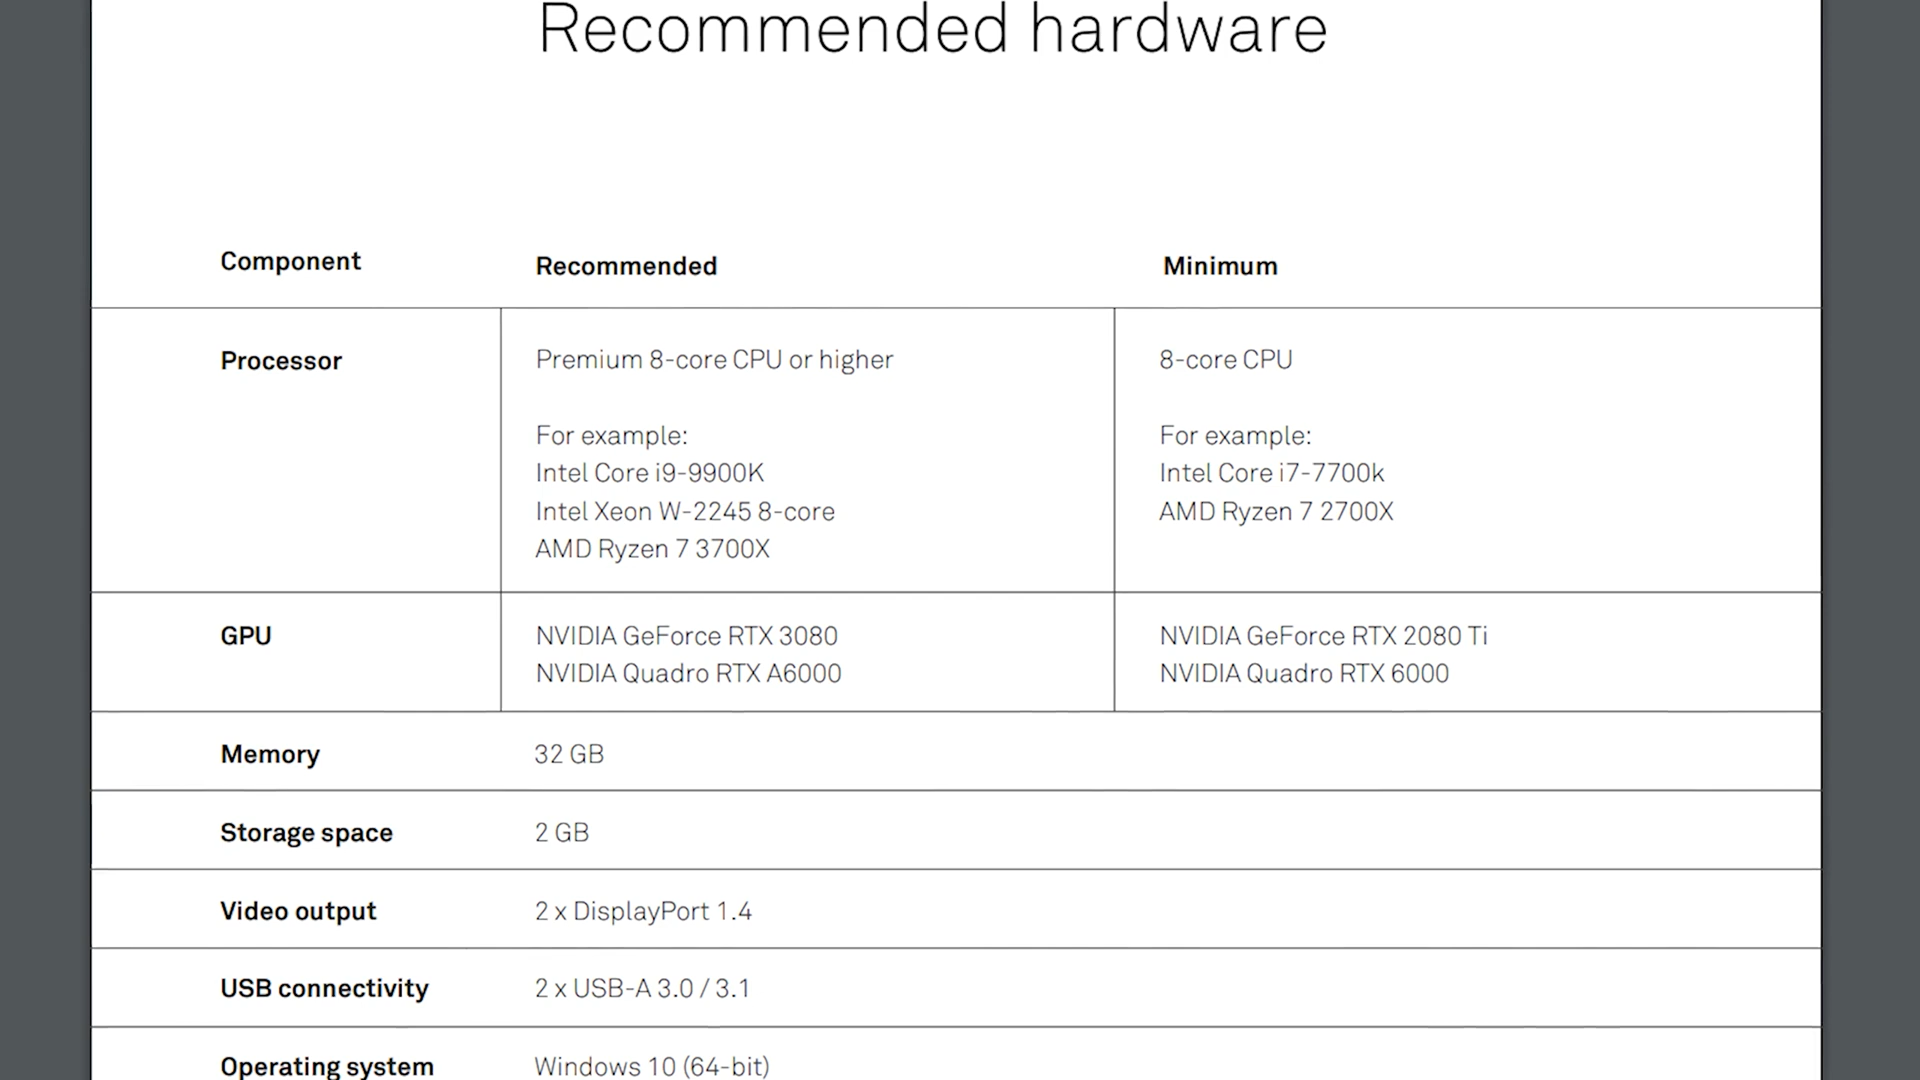 Recommended hardware
Component Recommended Minimum
Processor Premium 8-core CPU or higher 8-core CPU
For example: For example:
Intel Core i9-9900K Intel Core i7-7700k
Intel Xeon W-2245 8-core AMD Ryzen 7 2700X
AMD Ryzen 7 3700X
GPU NVIDIA GeForce RTX 3080 NVIDIA GeForce RTX 2080 Ti
NVIDIA Quadro RTX A6000 NVIDIA Quadro RTX 6000
Memory 32 GB
Storage space 2 GB
Video output 2 x DisplayPort 1.4
USB connectivity 2 x USB-A 3.0 / 3.1
Operating system Windows 10 (64-bit)